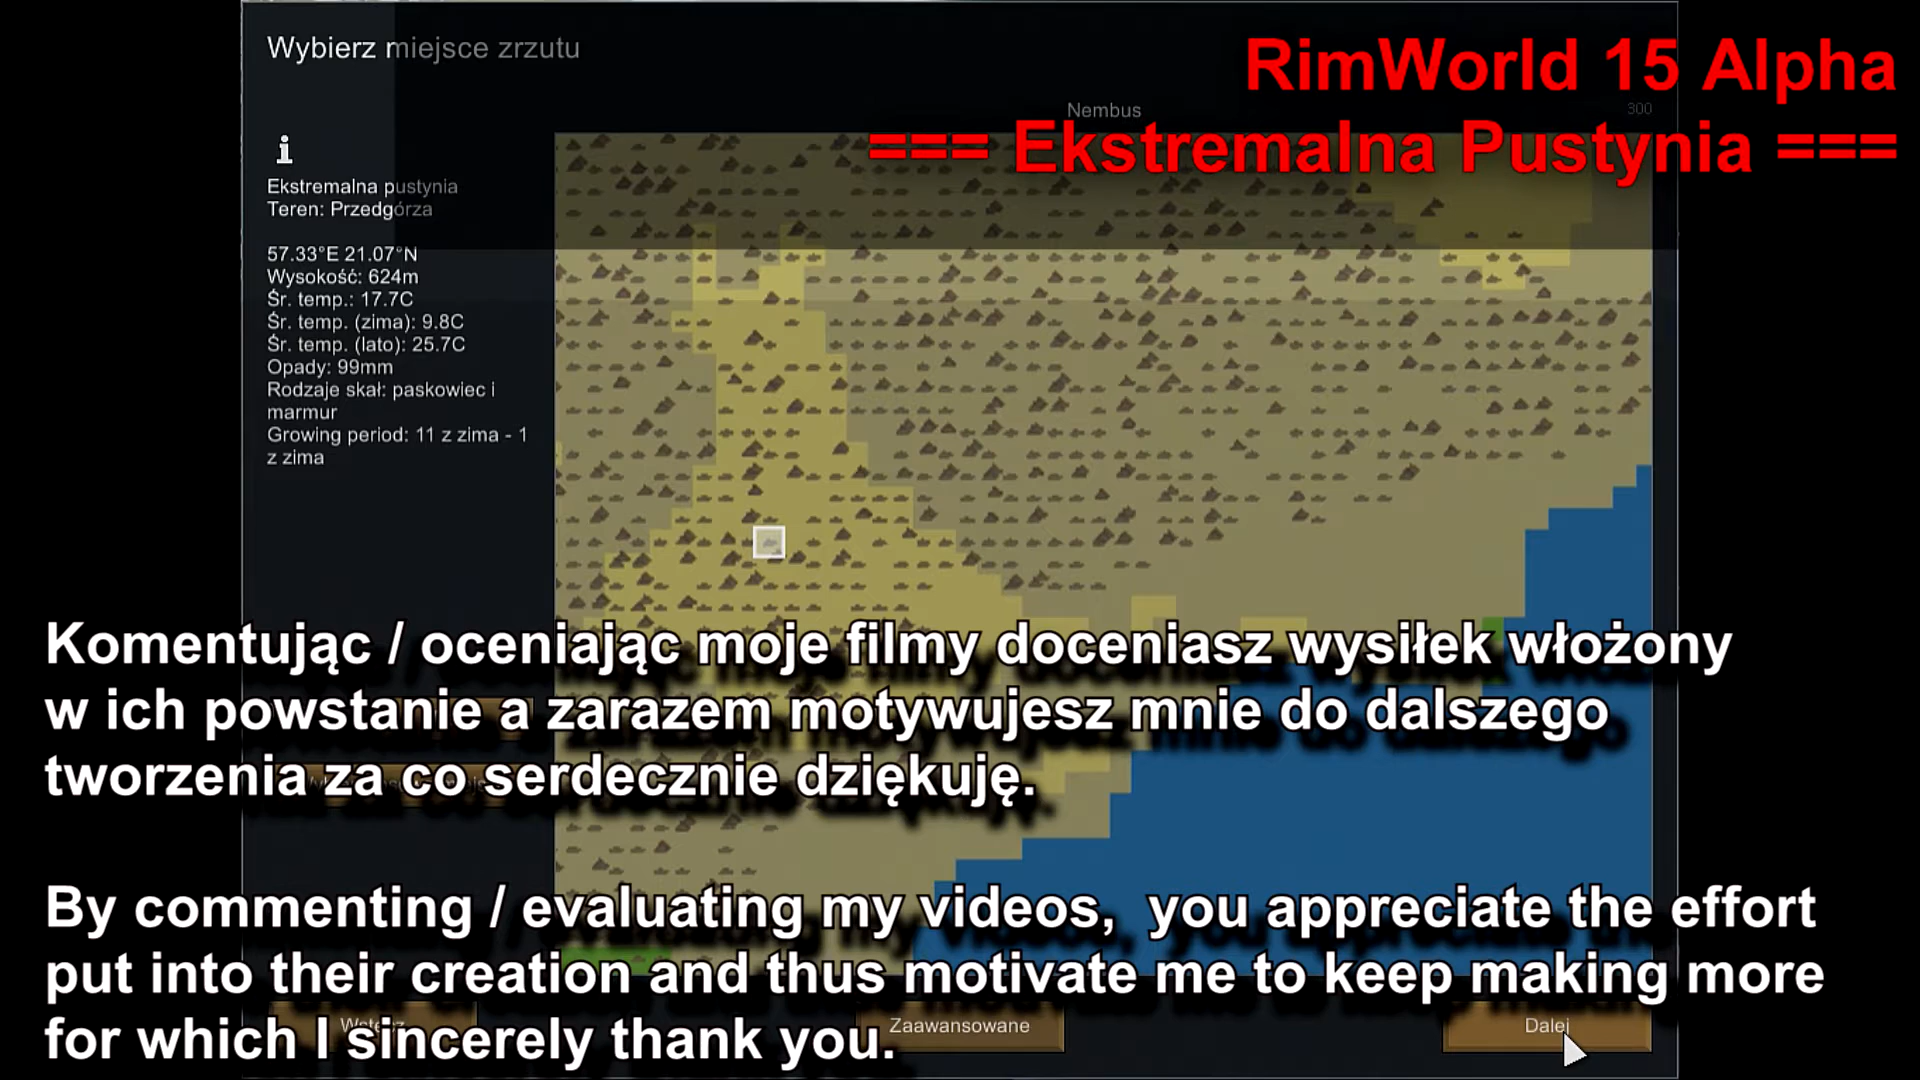 Wybierz miejsce zrzutu
RimWorld 15 Alpha
Nembus
300
=== Ekstremalna Pustynia ===
Ekstremalna pustynia
Teren: Przedgórza
57.33°E 21.07°N
Wysokość: 624m
Śr. temp.: 17.7C
Śr. temp. (zima): 9.8C
Śr. temp. (lato): 25.7C
Opady: 99mm
Rodzaje skał: paskowiec i
marmur
Growing period: 11 z zima - 1
z zima
Komentując / oceniając moje filmy doceniasz wysiłek włożony
w ich powstanie a zarazem motywujesz mnie do dalszego
tworzenia za co serdecznie dziękuję.
By commenting / evaluating my videos, you appreciate the effort
put into their creation and thus motivate me to keep making more
for which I sincerely thank you.
Wstecz
Zaawansowane
Dalej